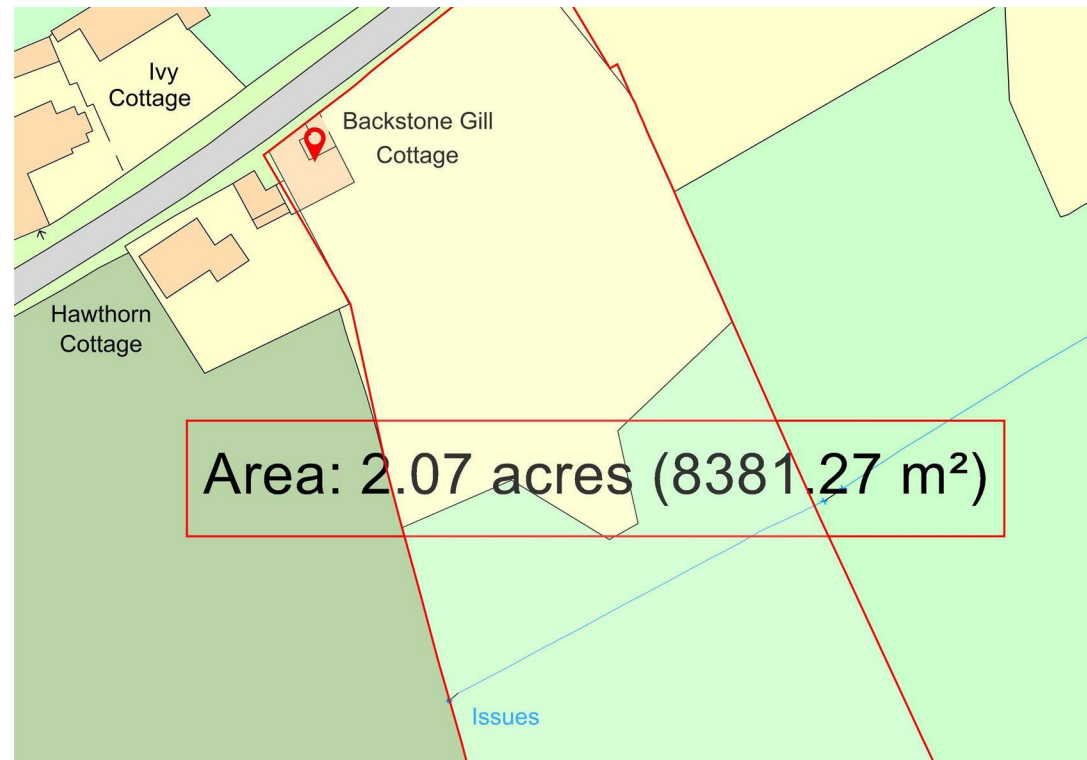 Ivy
Cottage
Backstone Gill
Cottage
Hawthorn
Cottage
Area: 2.07 acres (8381.27 m²)
Issues